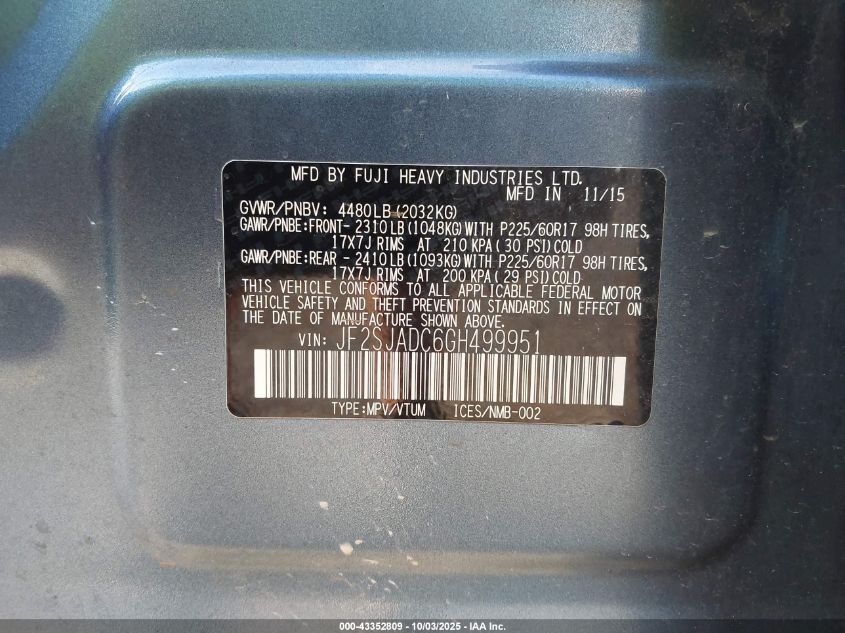 MFD BY FUJI HEAVY INDUSTRIES LTD.
MFD IN 11/15
GVWR/PNBV: 4480LB(2032KG)
GAWR/PNBE:FRONT- 2310LB(1048KG)WITH P225/60R17 98H TIRES,
17X7J RIMS AT 210 KPA(30 PSI)COLD
GAWR/PNBE:REAR - 2410LB(1093KG)WITH P225/60R17 98H TIRES,
17X7J RIMS AT 200 KPA(29 PSI)COLD
THIS VEHICLE CONFORMS TO ALL APPLICABLE FEDERAL MOTOR
VEHICLE SAFETY AND THEFT PREVENTION STANDARDS IN EFFECT ON
THE DATE OF MANUFACTURE SHOWN ABOVE.
VIN: JF2SJADC6GH499951
TYPE:MPV/VTUM ICES/NMB-002
000-43352809 - 10/03/2025 - IAA Inc.